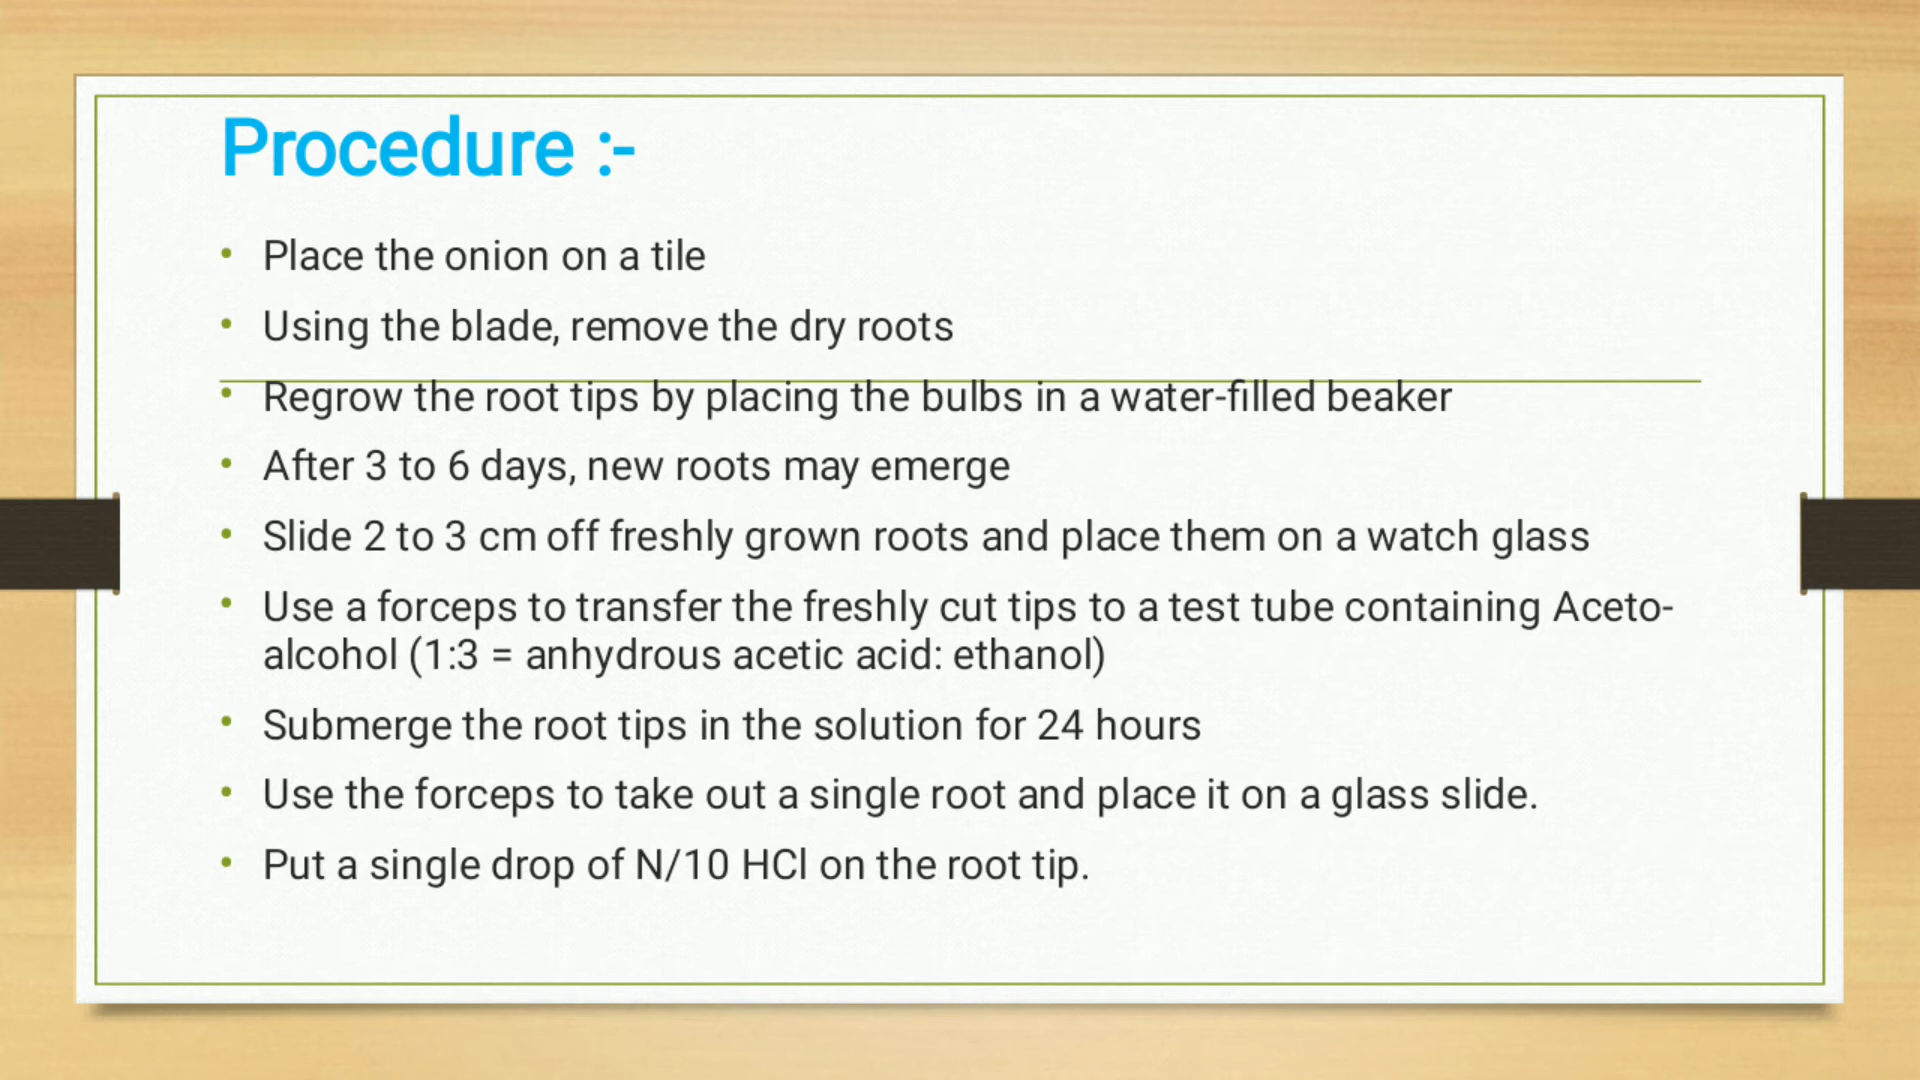 Procedure :-
• Place the onion on a tile
• Using the blade, remove the dry roots
• Regrow the root tips by placing the bulbs in a water-filled beaker
• After 3 to 6 days, new roots may emerge
• Slide 2 to 3 cm off freshly grown roots and place them on a watch glass
• Use a forceps to transfer the freshly cut tips to a test tube containing Aceto-
alcohol (1:3 = anhydrous acetic acid: ethanol)
• Submerge the root tips in the solution for 24 hours
• Use the forceps to take out a single root and place it on a glass slide.
• Put a single drop of N/10 HCl on the root tip.